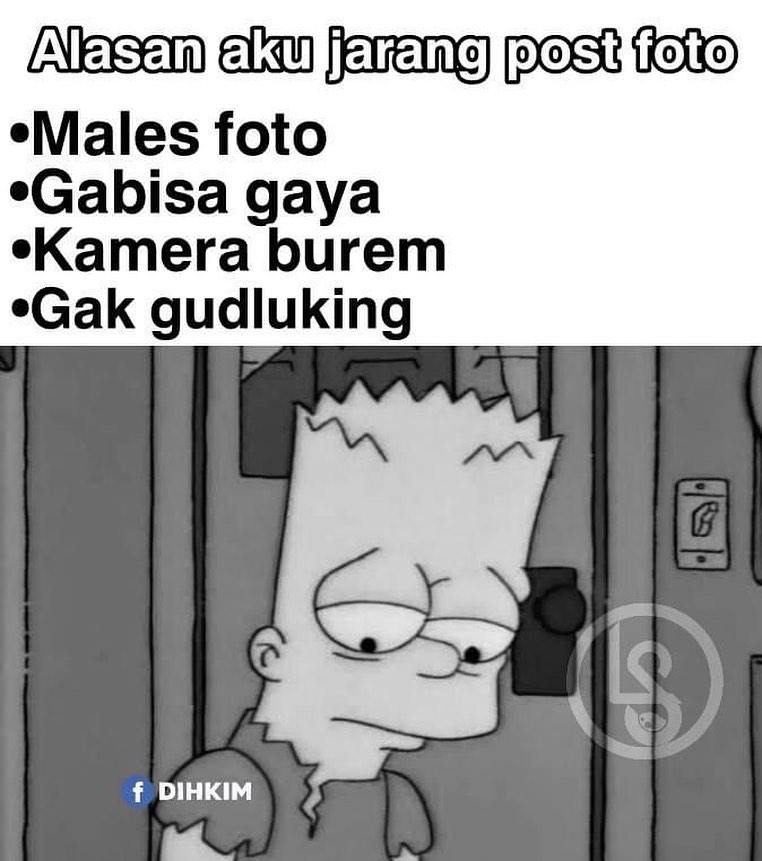 Alasan aku jarang post foto
•Males foto
•Gabisa gaya
•Kamera burem
•Gak gudluking
f DIHKIM